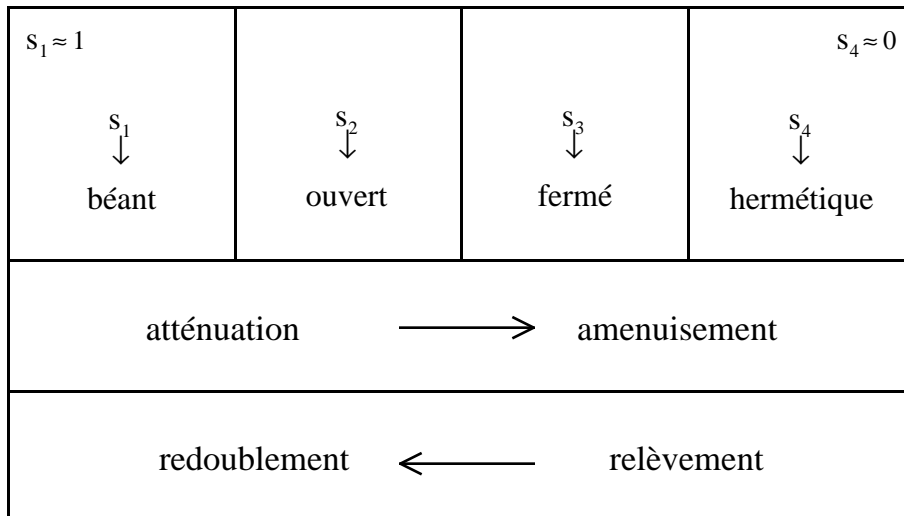 s₁ ≈ 1 s₄ ≈ 0
s₁ s₂ s₃ s₄
↓ ↓ ↓ ↓
béant ouvert fermé hermétique
atténuation → amenuisement
redoublement ← relèvement